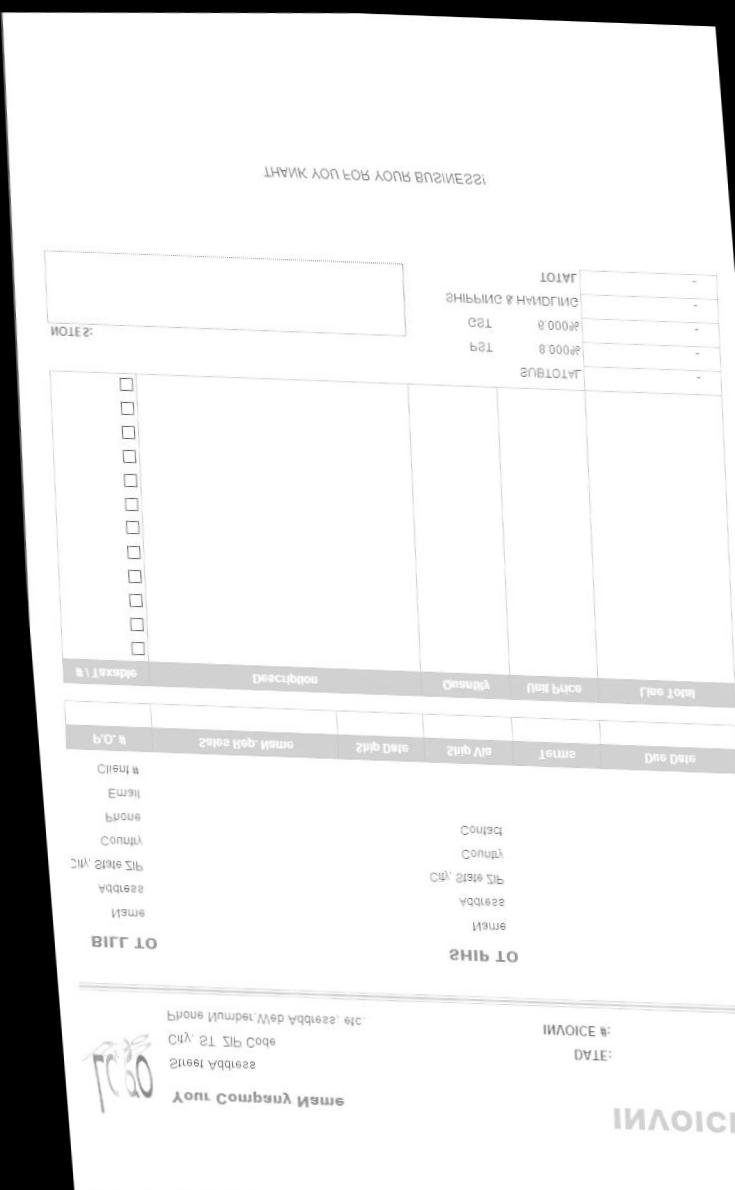 INVOICE
Your Company Name
Street Address
City, ST ZIP Code
Phone Number,Web Address, etc.
DATE:
INVOICE #:
BILL TO
Name
Address
City, State ZIP
Country
Phone
Email
Client #
SHIP TO
Name
Address
City, State ZIP
Country
Contact
P.O. # Sales Rep. Name Ship Date Ship Via Terms Due Date
# / Taxable Description Quantity Unit Price Line Total
SUBTOTAL -
PST 8.000% -
GST 6.000% -
SHIPPING & HANDLING -
TOTAL -
NOTES:
THANK YOU FOR YOUR BUSINESS!